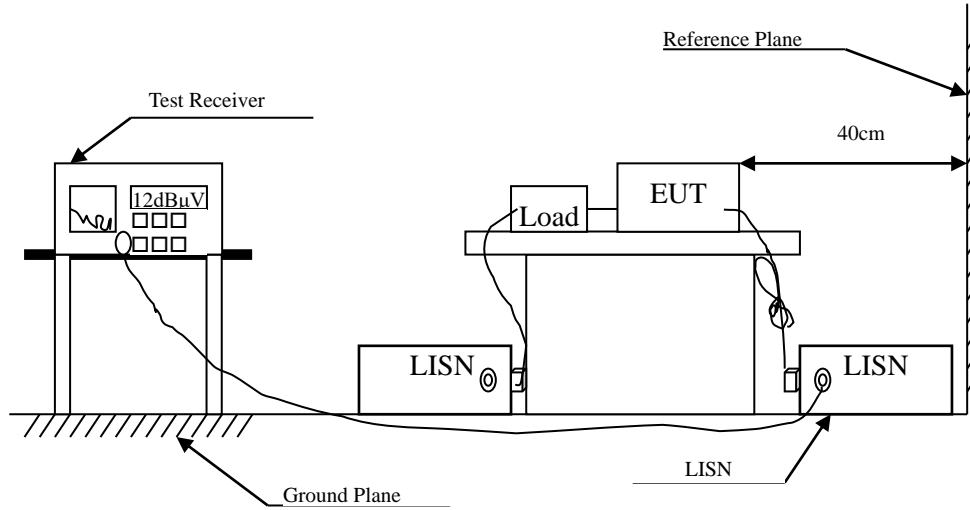 Reference Plane
Test Receiver
40cm
12dBµV
Load
EUT
LISN
LISN
LISN
Ground Plane